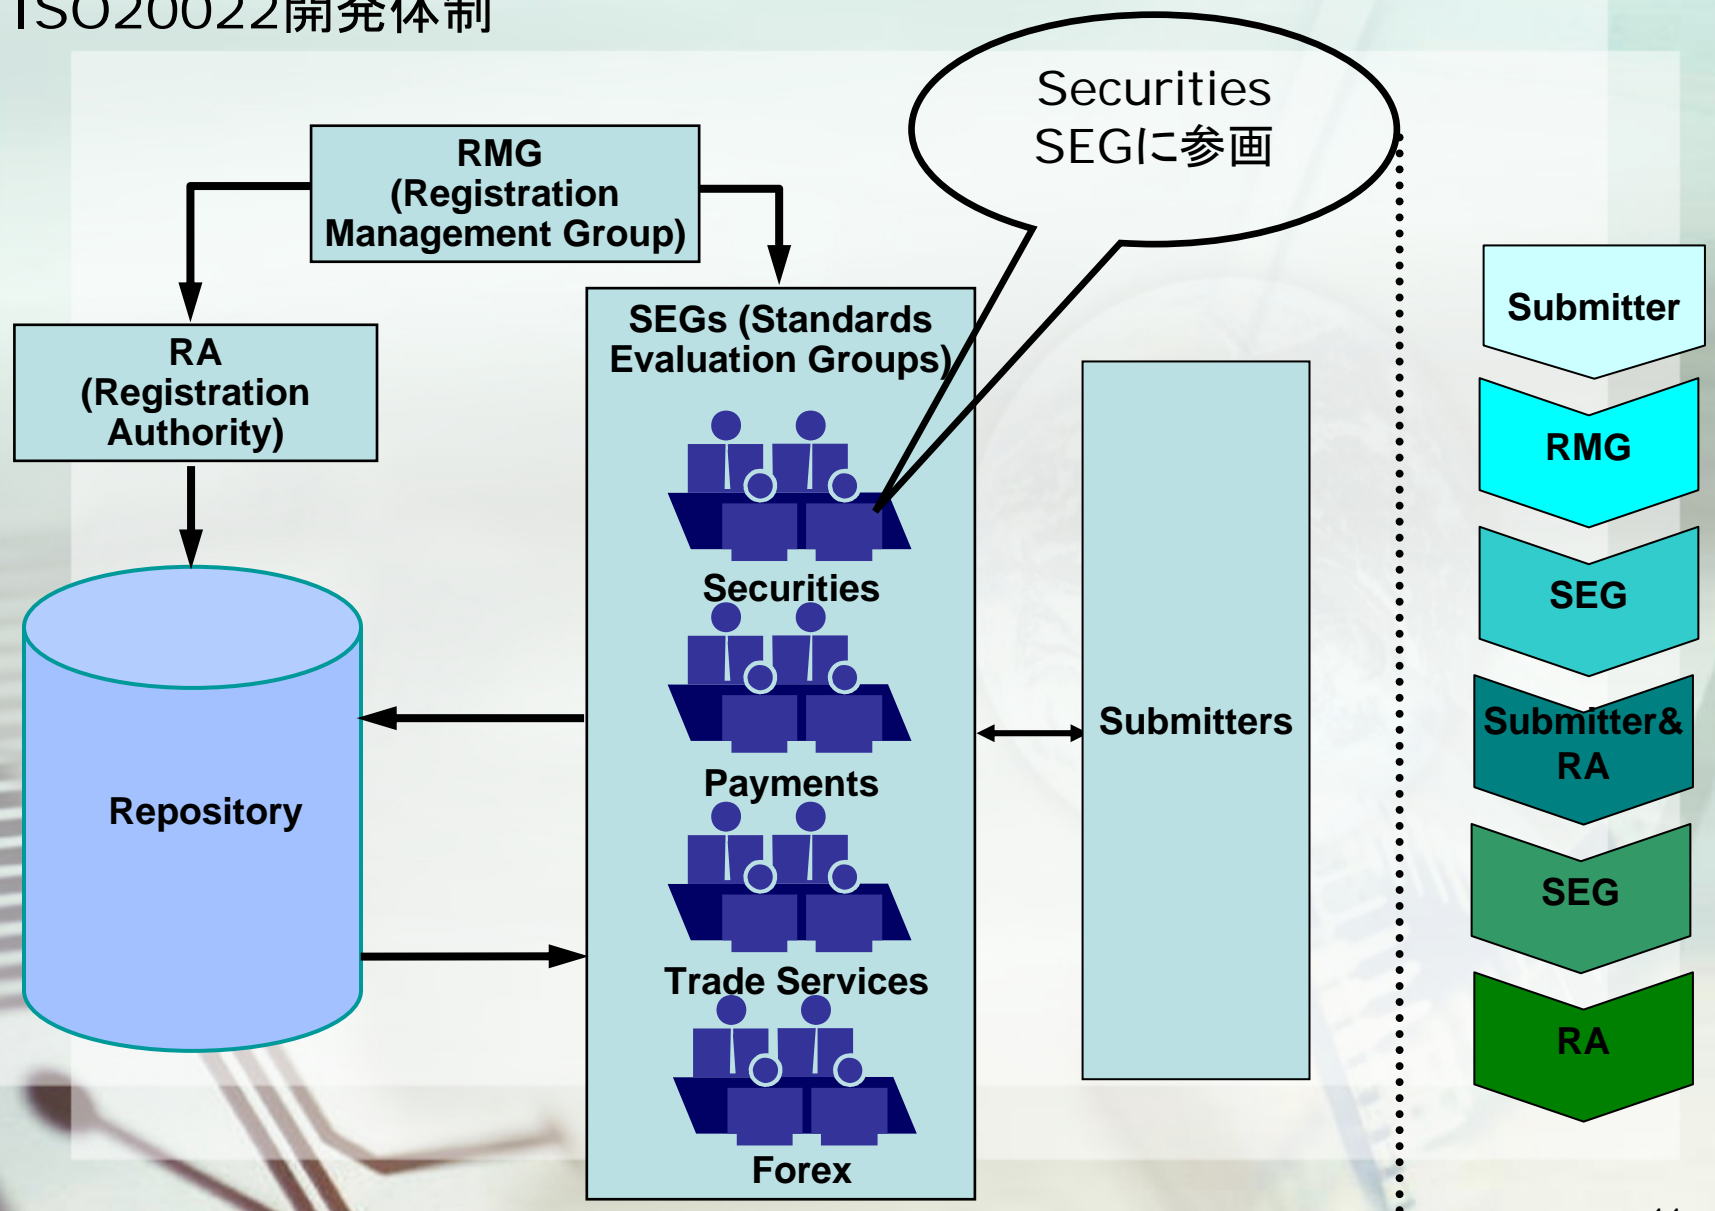 ISO20022開発体制
Securities
SEGに参画
RMG
(Registration
Management Group)
RA
(Registration
Authority)
SEGs (Standards
Evaluation Groups)
Securities
Payments
Trade Services
Forex
Repository
Submitters
Submitter
RMG
SEG
Submitter&
RA
SEG
RA